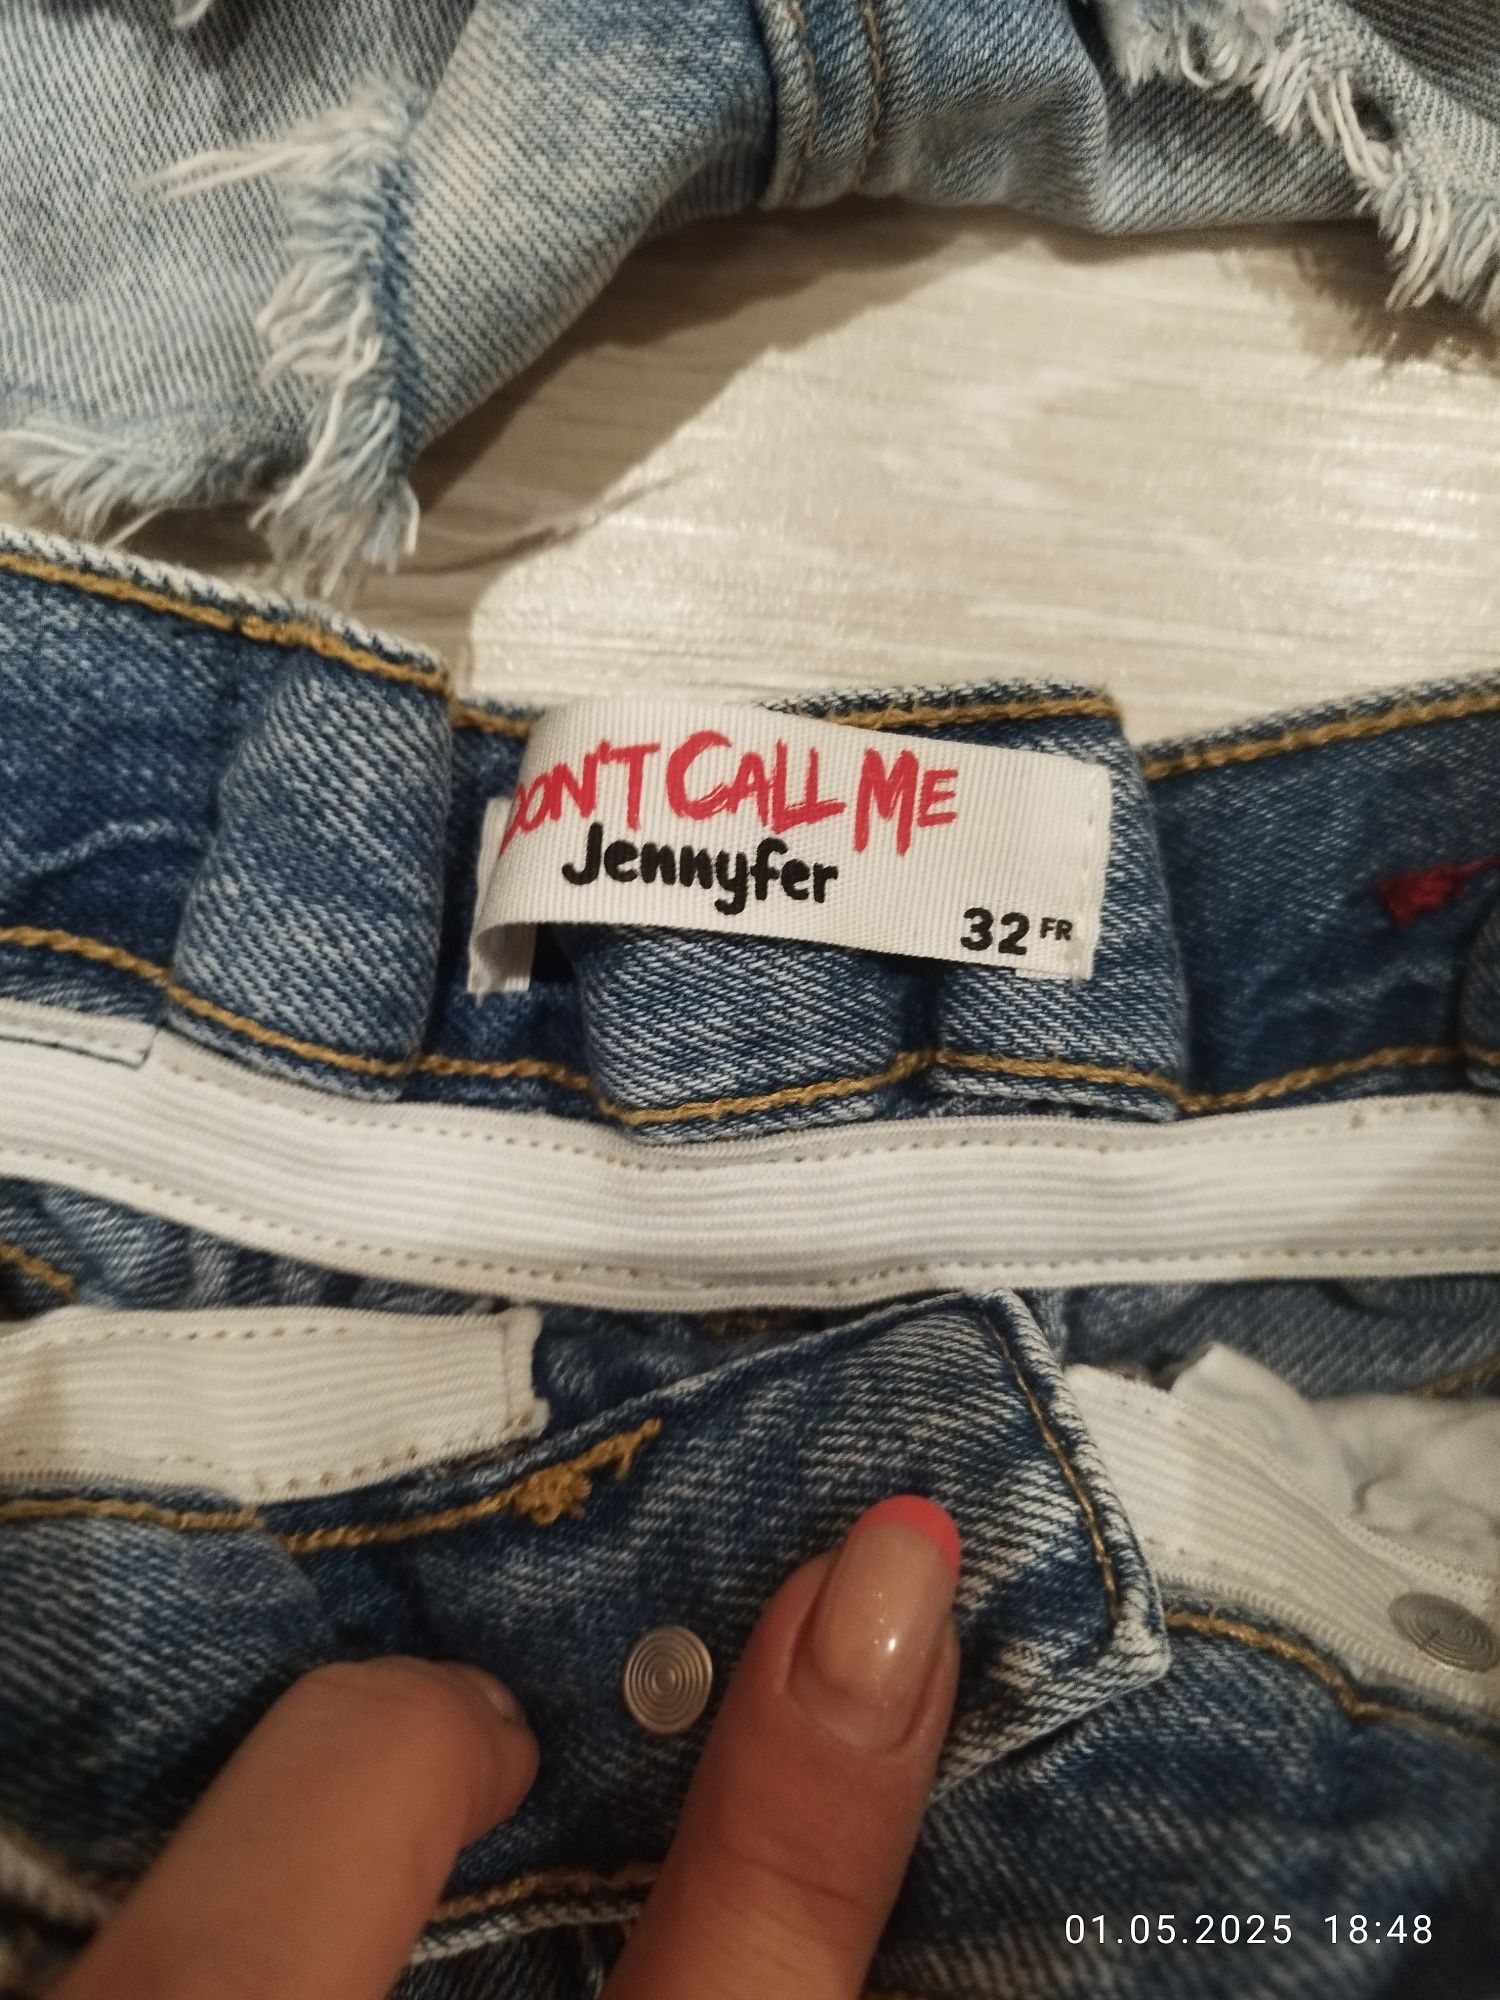 DON'T CALL ME
Jennyfer
32 FR
01.05.2025 18:48